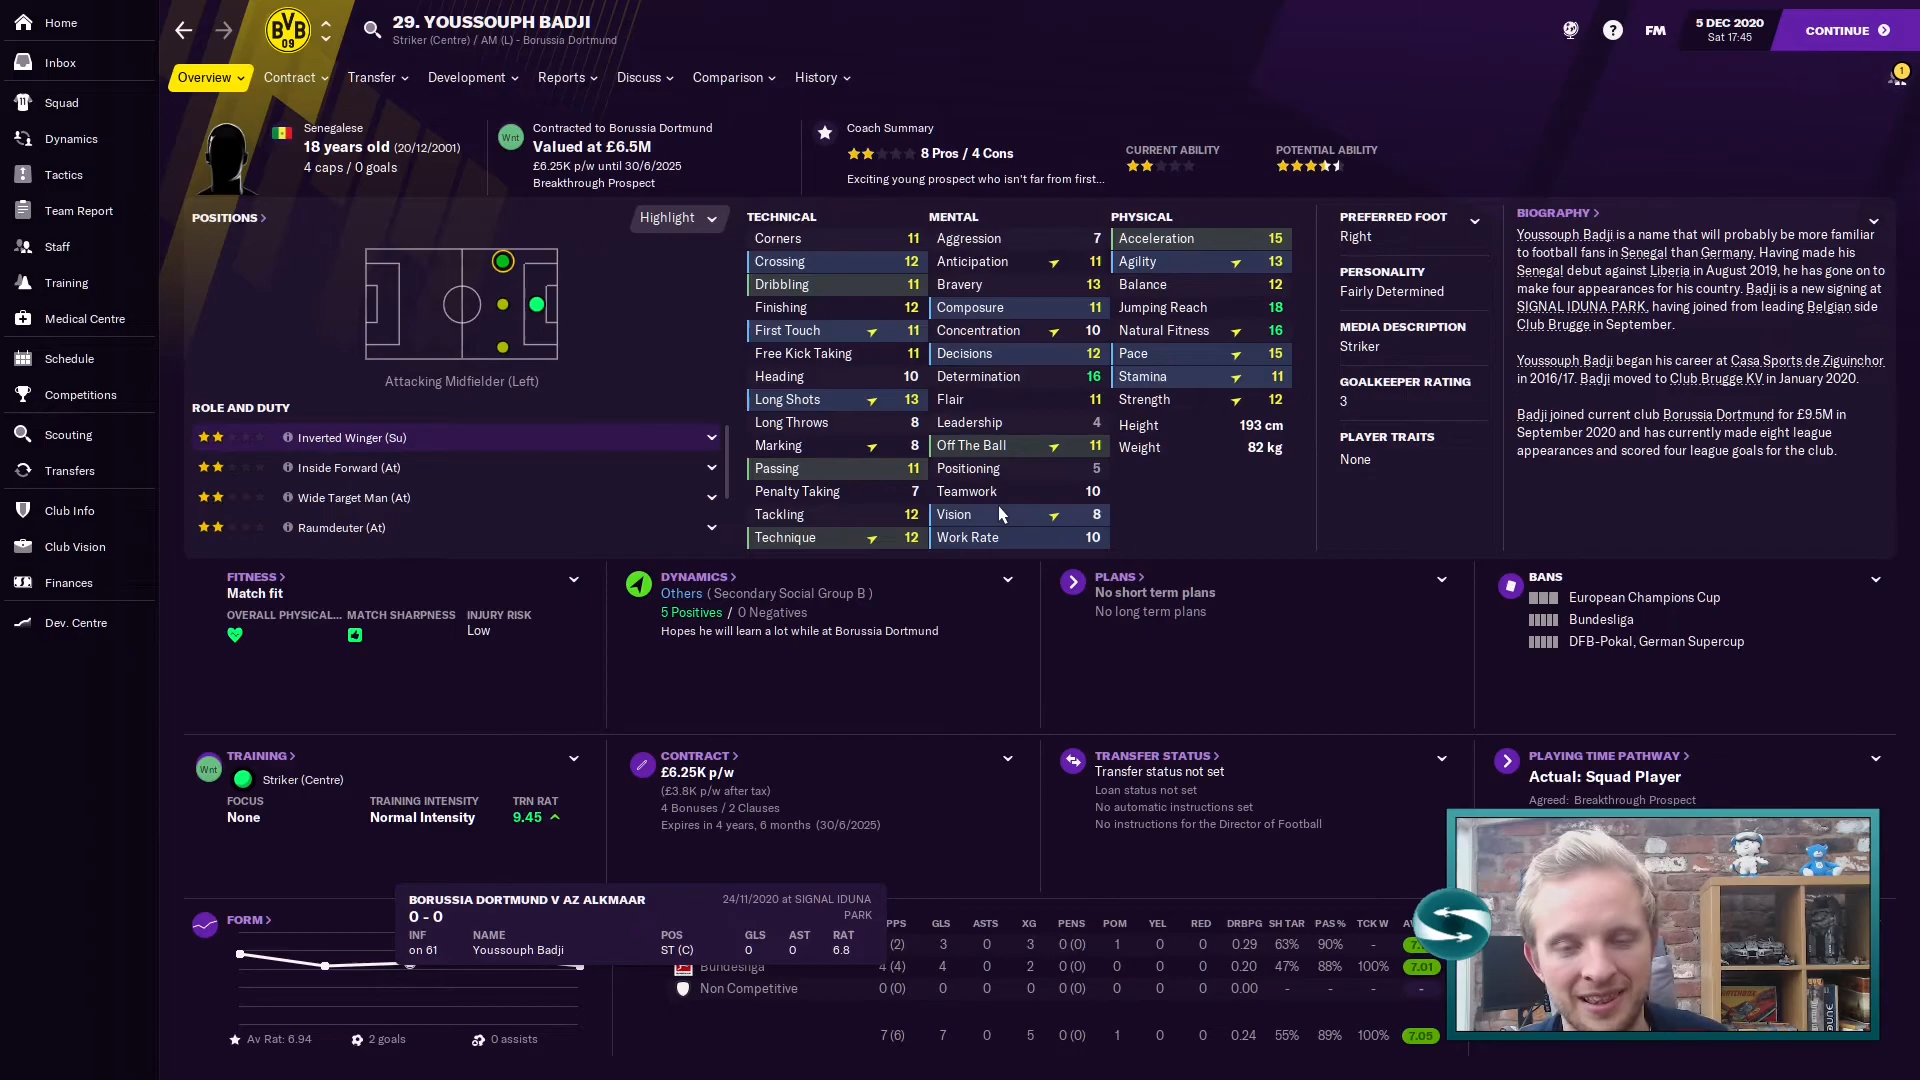 Home
Inbox
Squad
Dynamics
Tactics
Team Report
Staff
Training
Medical Centre
Schedule
Competitions
Scouting
Transfers
Club Info
Club Vision
Finances
Dev. Centre
BVB
09
29. YOUSSOUPH BADJI
Striker (Centre) / AM (L) - Borussia Dortmund
?
FM
5 DEC 2020
Sat 17:45
CONTINUE
Overview
Contract
Transfer
Development
Reports
Discuss
Comparison
History
1
Senegalese
18 years old (20/12/2001)
4 caps / 0 goals
Wnt
Contracted to Borussia Dortmund
Valued at £6.5M
£6.25K p/w until 30/6/2025
Breakthrough Prospect
Coach Summary
8 Pros / 4 Cons
Exciting young prospect who isn't far from first...
CURRENT ABILITY
POTENTIAL ABILITY
POSITIONS
Highlight
Attacking Midfielder (Left)
ROLE AND DUTY
Inverted Winger (Su)
Inside Forward (At)
Wide Target Man (At)
Raumdeuter (At)
TECHNICAL
Corners 11
Crossing 12
Dribbling 11
Finishing 12
First Touch 11
Free Kick Taking 11
Heading 10
Long Shots 13
Long Throws 8
Marking 8
Passing 11
Penalty Taking 7
Tackling 12
Technique 12
MENTAL
Aggression 7
Anticipation 11
Bravery 13
Composure 11
Concentration 10
Decisions 12
Determination 16
Flair 11
Leadership 4
Off The Ball 11
Positioning 5
Teamwork 10
Vision 8
Work Rate 10
PHYSICAL
Acceleration 15
Agility 13
Balance 12
Jumping Reach 18
Natural Fitness 16
Pace 15
Stamina 11
Strength 12
Height 193 cm
Weight 82 kg
PREFERRED FOOT
Right
PERSONALITY
Fairly Determined
MEDIA DESCRIPTION
Striker
GOALKEEPER RATING
3
PLAYER TRAITS
None
BIOGRAPHY
Youssouph Badji is a name that will probably be more familiar
to football fans in Senegal than Germany. Having made his
Senegal debut against Liberia in August 2019, he has gone on to
make four appearances for his country. Badji is a new signing at
SIGNAL IDUNA PARK, having joined from leading Belgian side
Club Brugge in September.
Youssouph Badji began his career at Casa Sports de Ziguinchor
in 2016/17. Badji moved to Club Brugge KV in January 2020.
Badji joined current club Borussia Dortmund for £9.5M in
September 2020 and has currently made eight league
appearances and scored four league goals for the club.
FITNESS
Match fit
OVERALL PHYSICAL... MATCH SHARPNESS INJURY RISK
Low
DYNAMICS
Others ( Secondary Social Group B )
5 Positives / 0 Negatives
Hopes he will learn a lot while at Borussia Dortmund
PLANS
No short term plans
No long term plans
BANS
European Champions Cup
Bundesliga
DFB-Pokal, German Supercup
Wnt
TRAINING
Striker (Centre)
FOCUS TRAINING INTENSITY TRN RAT
None Normal Intensity 9.45
CONTRACT
£6.25K p/w
(£3.8K p/w after tax)
4 Bonuses / 2 Clauses
Expires in 4 years, 6 months (30/6/2025)
TRANSFER STATUS
Transfer status not set
Loan status not set
No automatic instructions set
No instructions for the Director of Football
PLAYING TIME PATHWAY
Actual: Squad Player
Agreed: Breakthrough Prospect
FORM
Av Rat: 6.94 2 goals 0 assists
BORUSSIA DORTMUND V AZ ALKMAAR 24/11/2020 at SIGNAL IDUNA
0 - 0 PARK
INF NAME POS GLS AST RAT
on 61 Youssouph Badji ST (C) 0 0 6.8
GLS ASTS XG PENS POM YEL RED DRBPG SH TAR PAS % TCK W
(2) 3 0 3 0 (0) 1 0 0 0.29 63% 90% -
Bundesliga 4 (4) 4 0 2 0 (0) 0 0 0 0.20 47% 88% 100% 7.01
Non Competitive 0 (0) 0 0 0 0 (0) 0 0 0 0.00 - - - -
7 (6) 7 0 5 0 (0) 1 0 0 0.24 55% 89% 100% 7.05
MATCHBOX